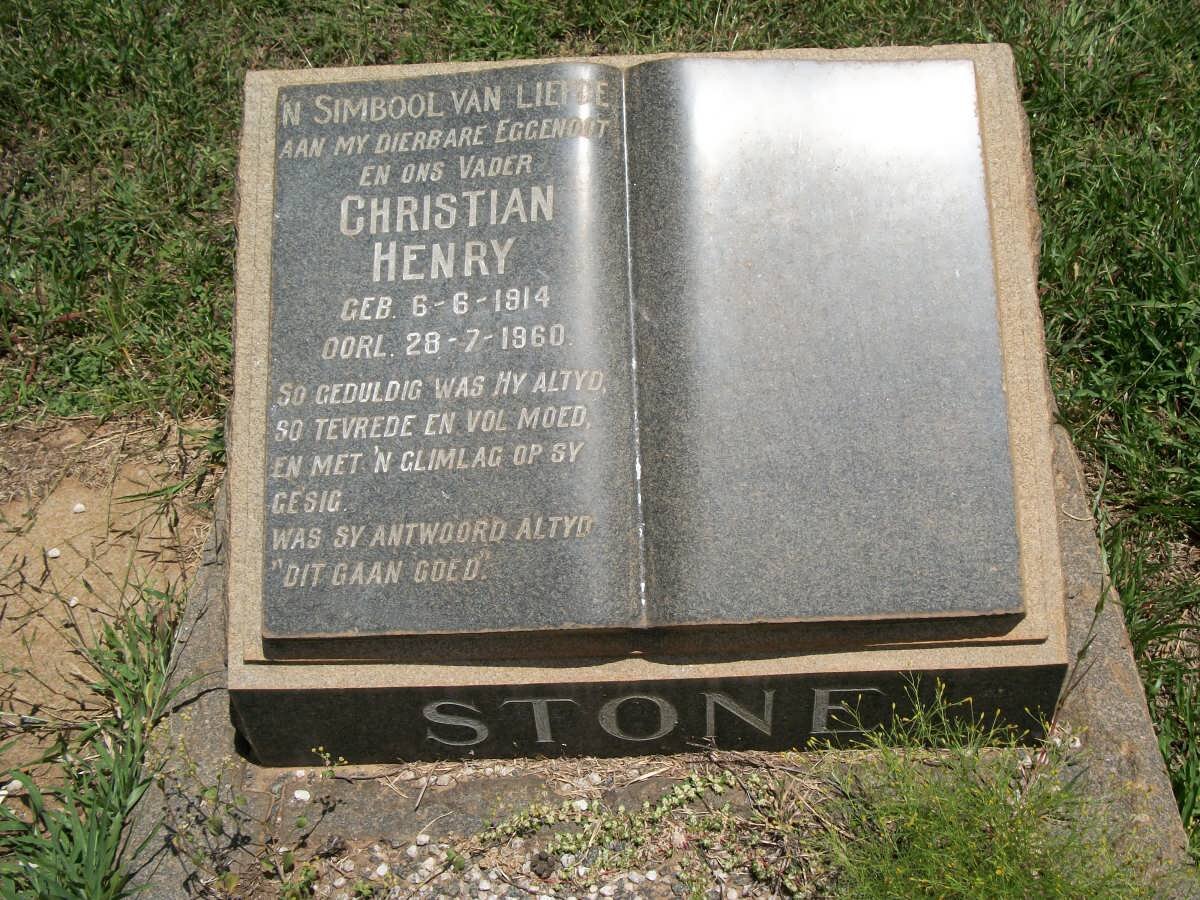 'N SIMBOOL VAN LIEFDE
AAN MY DIERBARE EGGENOOT
EN ONS VADER
CHRISTIAN
HENRY
GEB. 6-6-1914
OORL. 28-7-1960.
SO GEDULDIG WAS HY ALTYD,
SO TEVREDE EN VOL MOED,
EN MET 'N GLIMLAG OP SY
GESIG.
WAS SY ANTWOORD ALTYD
"DIT GAAN GOED."
STONE